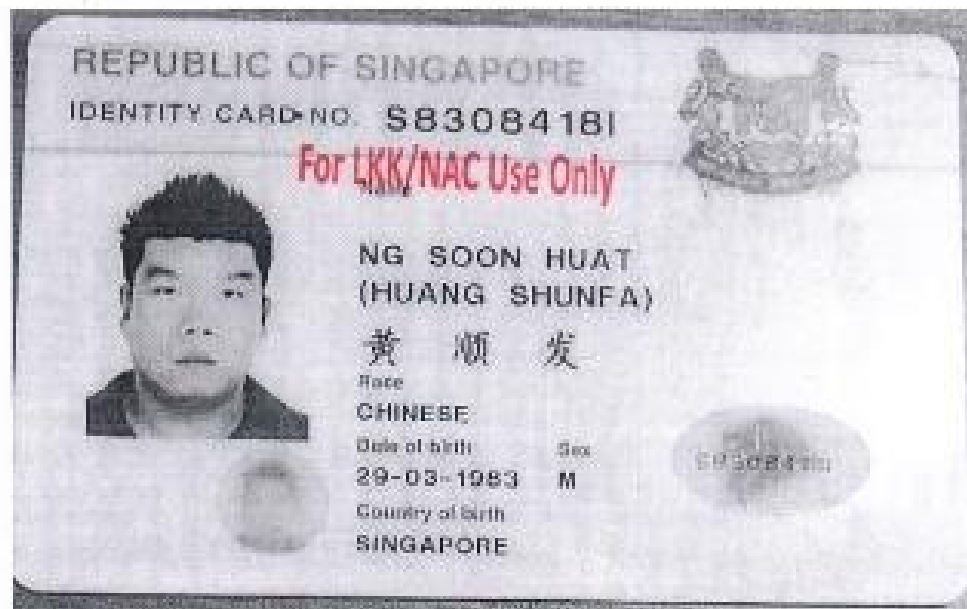 REPUBLIC OF SINGAPORE
IDENTITY CARD NO. S8308418I
For LKK/NAC Use Only
NG SOON HUAT
(HUANG SHUNFA)
黄 顺 发
Race
CHINESE
Date of birth Sex
29-03-1983 M
Country of birth
SINGAPORE